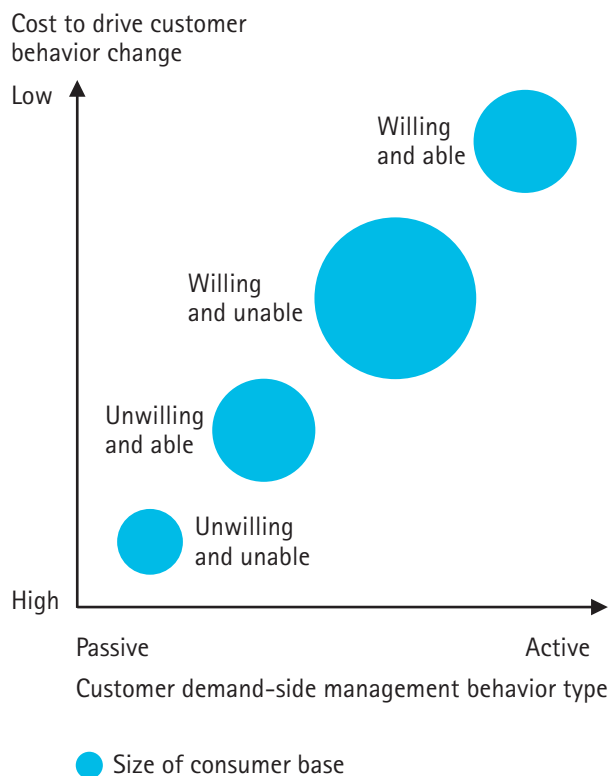 Cost to drive customer
behavior change
Low
Willing
and able
Willing
and unable
Unwilling
and able
Unwilling
and unable
High
Passive
Active
Customer demand-side management behavior type
Size of consumer base